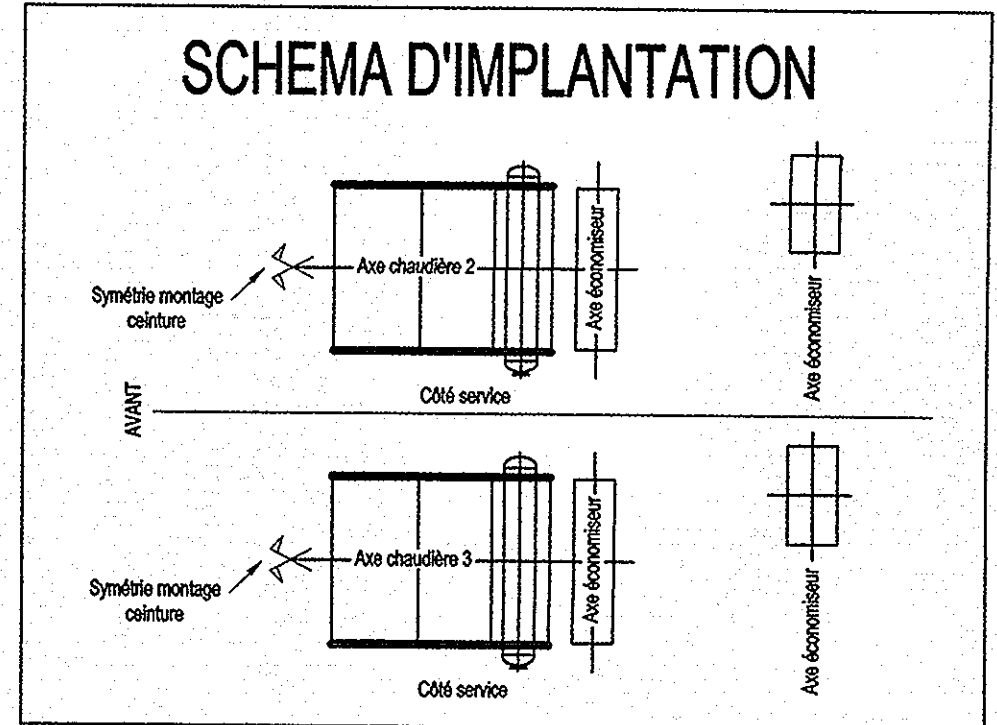 SCHEMA D'IMPLANTATION
Axe chaudière 2
Axe économiseur
Axe économiseur
Symétrie montage
ceinture
Côté service
AVANT
Axe chaudière 3
Axe économiseur
Axe économiseur
Symétrie montage
ceinture
Côté service